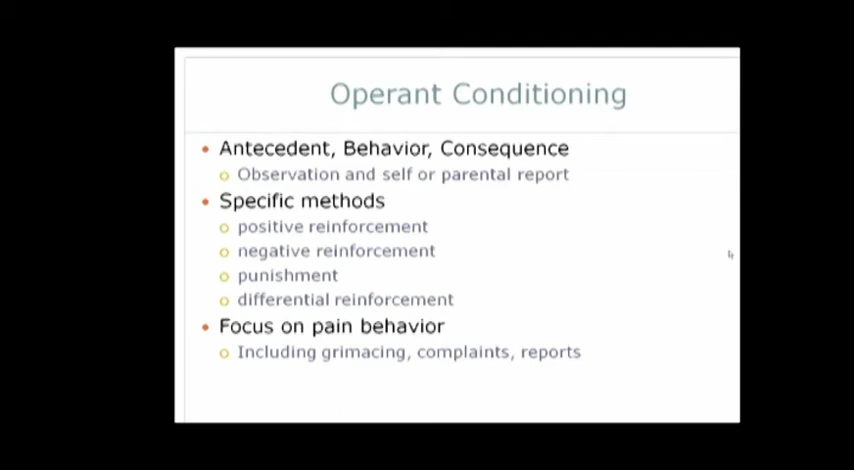 Operant Conditioning
• Antecedent, Behavior, Consequence
o Observation and self or parental report
• Specific methods
o positive reinforcement
o negative reinforcement
o punishment
o differential reinforcement
• Focus on pain behavior
o Including grimacing, complaints, reports